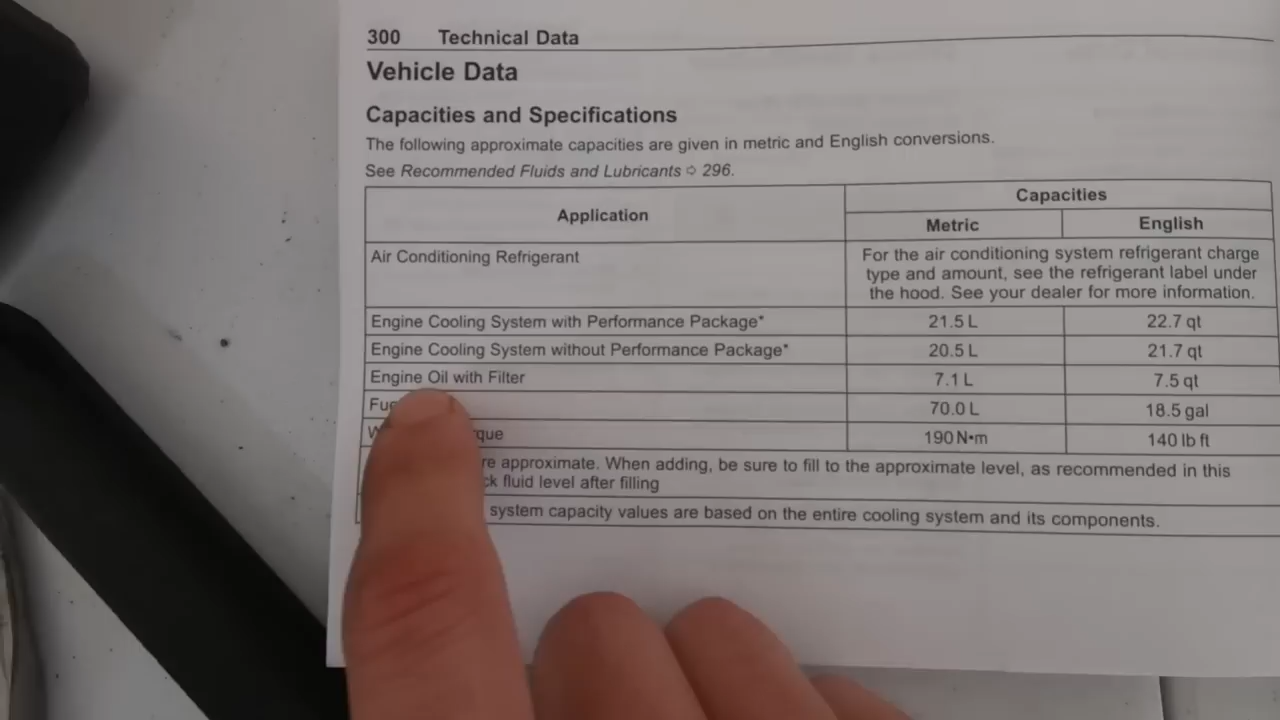 300 Technical Data
Vehicle Data
Capacities and Specifications
The following approximate capacities are given in metric and English conversions.
See Recommended Fluids and Lubricants ⇨ 296.
Application
Capacities
Metric English
Air Conditioning Refrigerant
For the air conditioning system refrigerant charge
type and amount, see the refrigerant label under
the hood. See your dealer for more information.
Engine Cooling System with Performance Package* 21.5 L 22.7 qt
Engine Cooling System without Performance Package* 20.5 L 21.7 qt
Engine Oil with Filter 7.1 L 7.5 qt
70.0 L 18.5 gal
190 N•m 140 lb ft
approximate. When adding, be sure to fill to the approximate level, as recommended in this
fluid level after filling
system capacity values are based on the entire cooling system and its components.